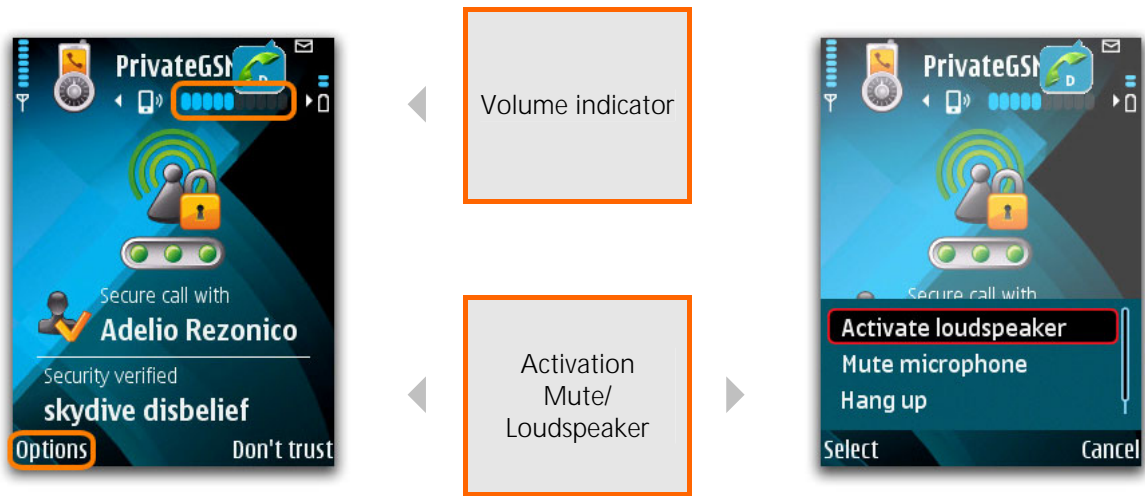 PrivateGSM
D
Secure call with
Adelio Rezonico
Security verified
skydive disbelief
Options
Don't trust
Volume indicator
Activation
Mute/
Loudspeaker
PrivateGSM
D
Secure call with
Activate loudspeaker
Mute microphone
Hang up
Select
Cancel